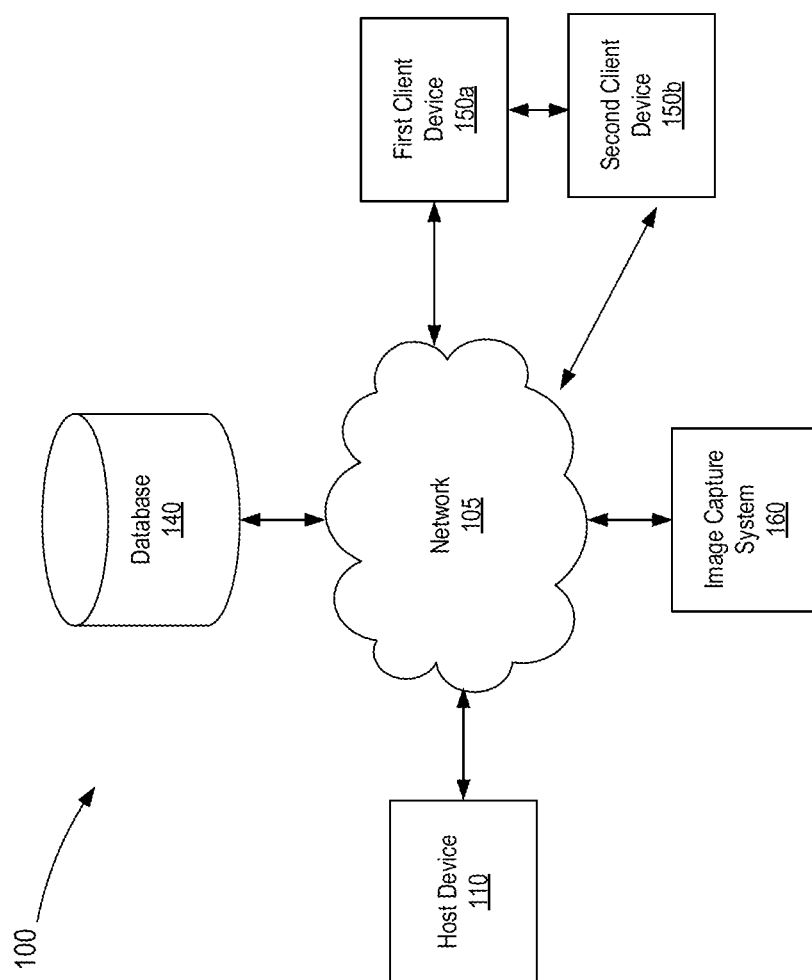 100
Database
140
First Client
Device
150a
Second Client
Device
150b
Network
105
Host Device
110
Image Capture
System
160